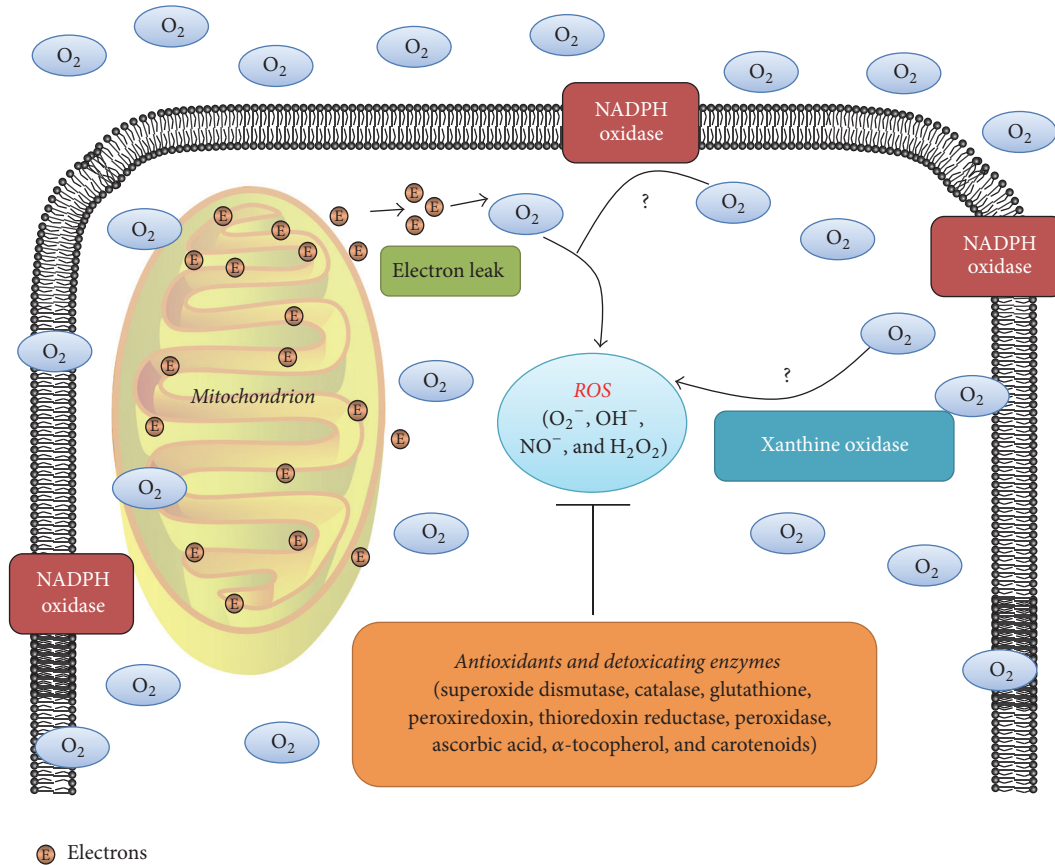 O₂
O₂
O₂
O₂
O₂
O₂
O₂
O₂
NADPH
oxidase
O₂
O₂
O₂
?
O₂
O₂
NADPH
oxidase
E
E
E
E
E
E
E
E
E
E
Electron leak
E
O₂
O₂
E
E
O₂
?
ROS
(O₂⁻, OH⁻,
NO⁻, and H₂O₂)
Mitochondrion
E
E
E
O₂
Xanthine oxidase
E
O₂
O₂
O₂
E
E
E
O₂
NADPH
oxidase
E
Antioxidants and detoxicating enzymes
(superoxide dismutase, catalase, glutathione,
peroxiredoxin, thioredoxin reductase, peroxidase,
ascorbic acid, α-tocopherol, and carotenoids)
O₂
O₂
O₂
O₂
E Electrons